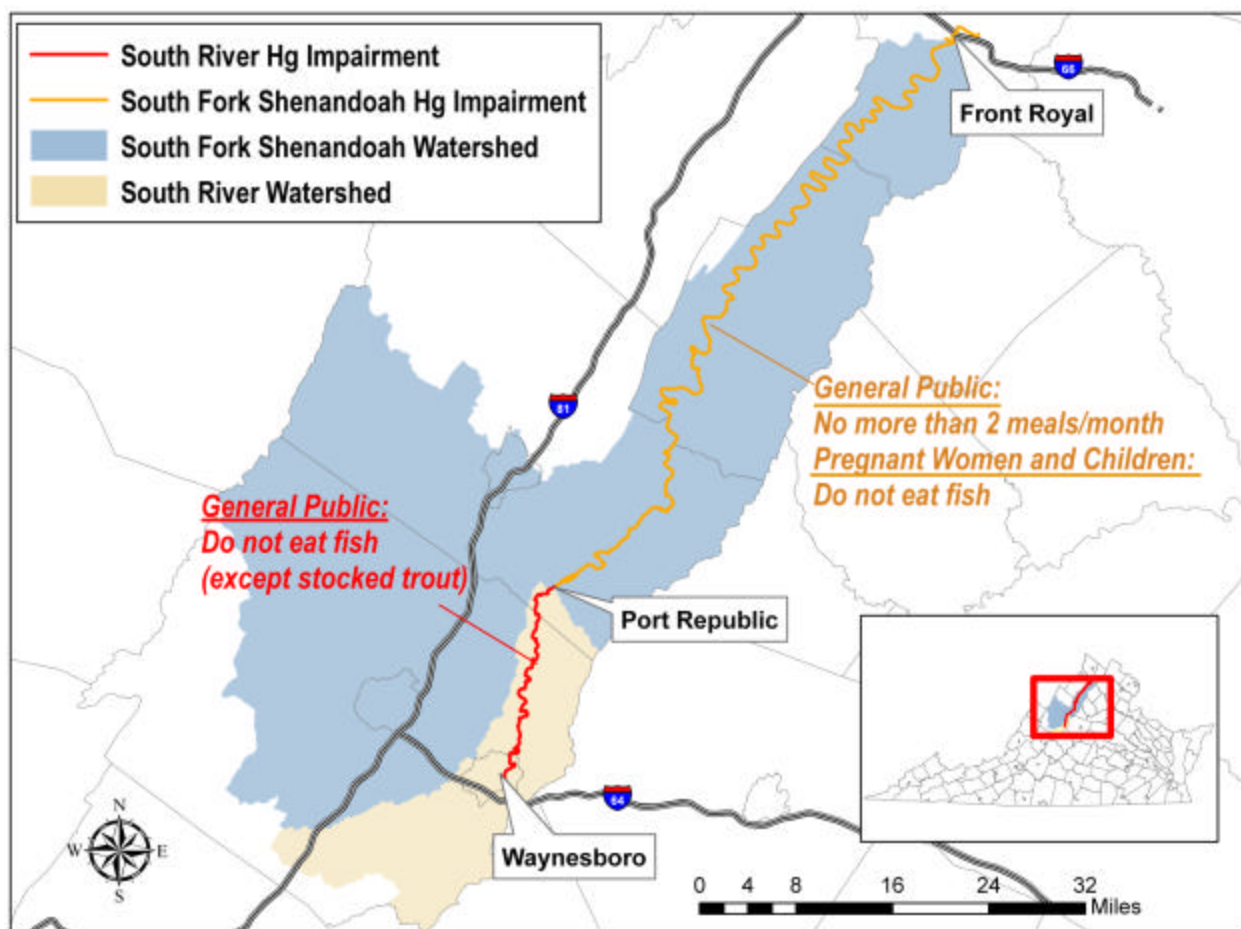 South River Hg Impairment
South Fork Shenandoah Hg Impairment
South Fork Shenandoah Watershed
South River Watershed
66
Front Royal
81
General Public:
No more than 2 meals/month
Pregnant Women and Children:
Do not eat fish
General Public:
Do not eat fish
(except stocked trout)
Port Republic
64
Waynesboro
N
W E
S
0 4 8 16 24 32
Miles